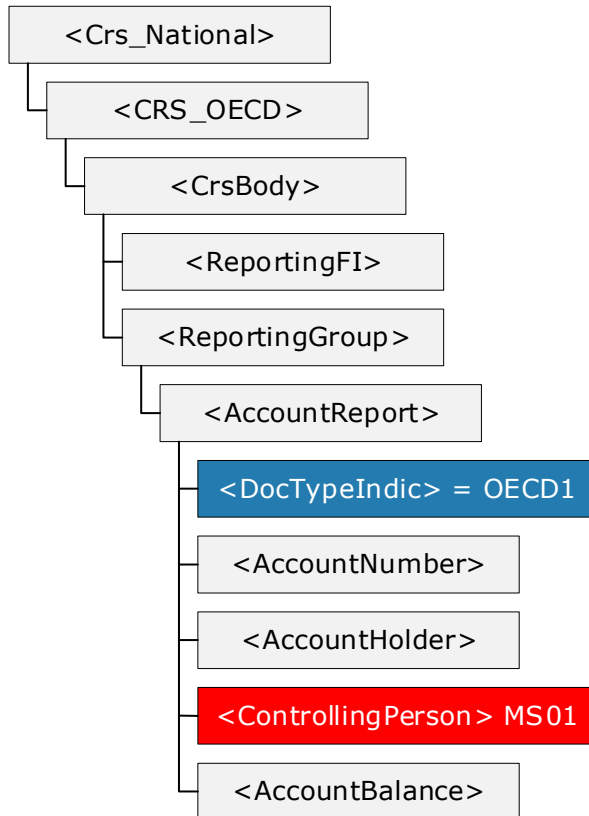 <Crs_National>
<CRS_OECD>
<CrsBody>
<ReportingFI>
<ReportingGroup>
<AccountReport>
<DocTypeIndic> = OECD1
<AccountNumber>
<AccountHolder>
<ControllingPerson> MS01
<AccountBalance>